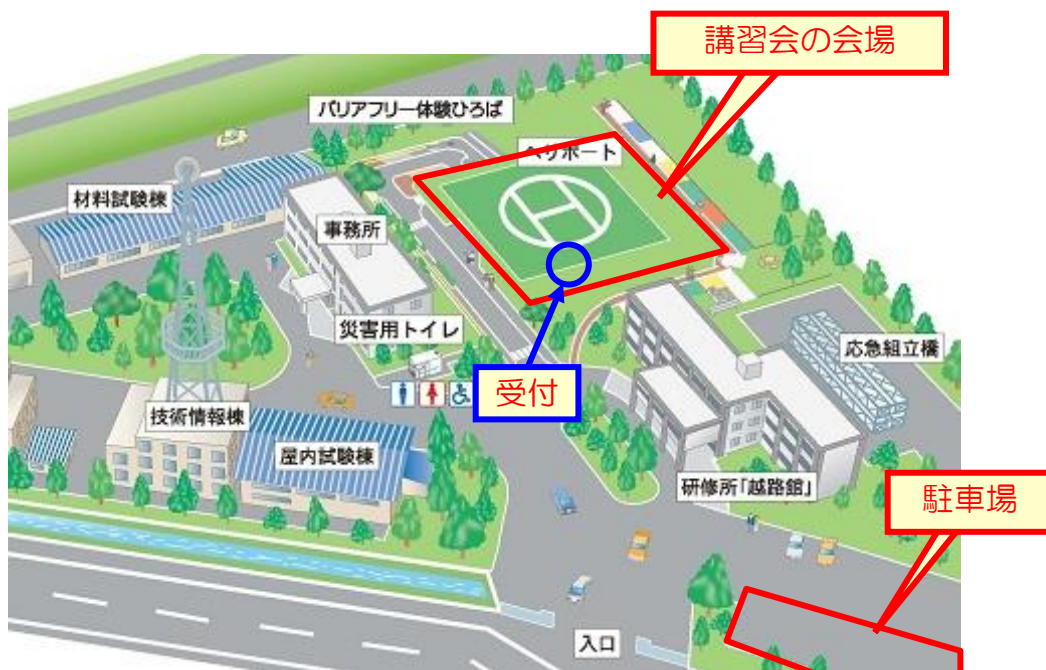 講習会の会場
バリアフリー体験ひろば
ヘリポート
材料試験棟
事務所
災害用トイレ
応急組立橋
受付
技術情報棟
屋内試験棟
研修所「越路館」
駐車場
入口
H